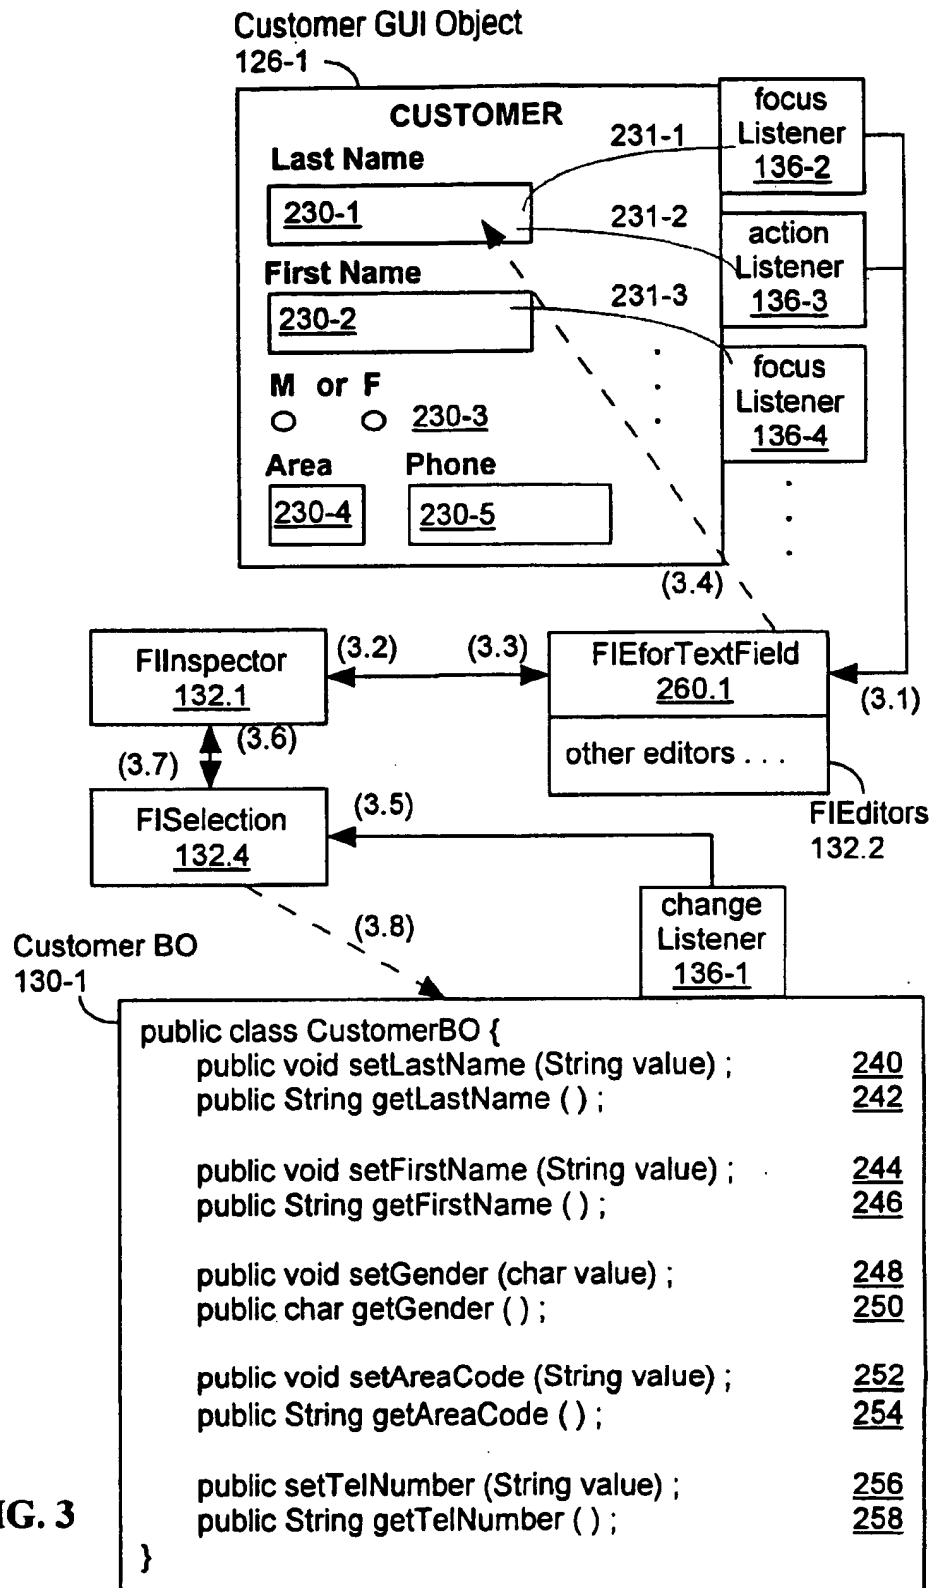 Customer GUI Object
126-1
CUSTOMER
Last Name
230-1
First Name
230-2
M or F
230-3
Area Phone
230-4 230-5
231-1
231-2
231-3
focus
Listener
136-2
action
Listener
136-3
focus
Listener
136-4
(3.4)
FIInspector
132.1
(3.2) (3.3)
FIEforTextField
260.1
(3.1)
other editors . . .
FIEditors
132.2
(3.6)
(3.7)
FISelection
132.4
(3.5)
(3.8)
change
Listener
136-1
Customer BO
130-1
public class CustomerBO {
public void setLastName (String value) ; 240
public String getLastName ( ) ; 242
public void setFirstName (String value) ; 244
public String getFirstName ( ) ; 246
public void setGender (char value) ; 248
public char getGender ( ) ; 250
public void setAreaCode (String value) ; 252
public String getAreaCode ( ) ; 254
public setTelNumber (String value) ; 256
public String getTelNumber ( ) ; 258
}
IG. 3